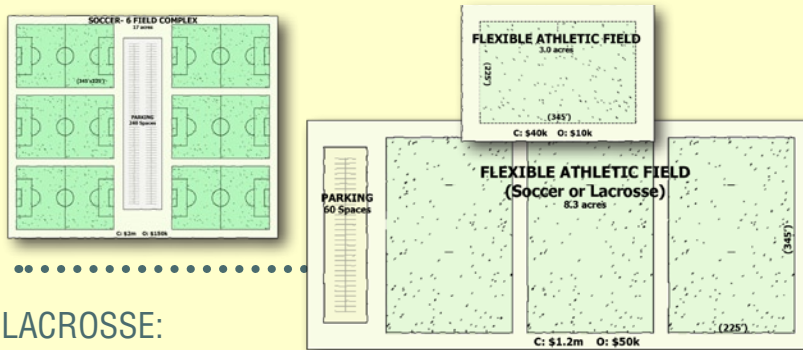 SOCCER- 6 FIELD COMPLEX
17 acres
PARKING
240 Spaces
C: $2m O: $150k
FLEXIBLE ATHLETIC FIELD
3.0 acres
(225')
(345')
C: $40k O: $10k
FLEXIBLE ATHLETIC FIELD
(Soccer or Lacrosse)
8.3 acres
PARKING
60 Spaces
(345')
(225')
C: $1.2m O: $50k
LACROSSE: